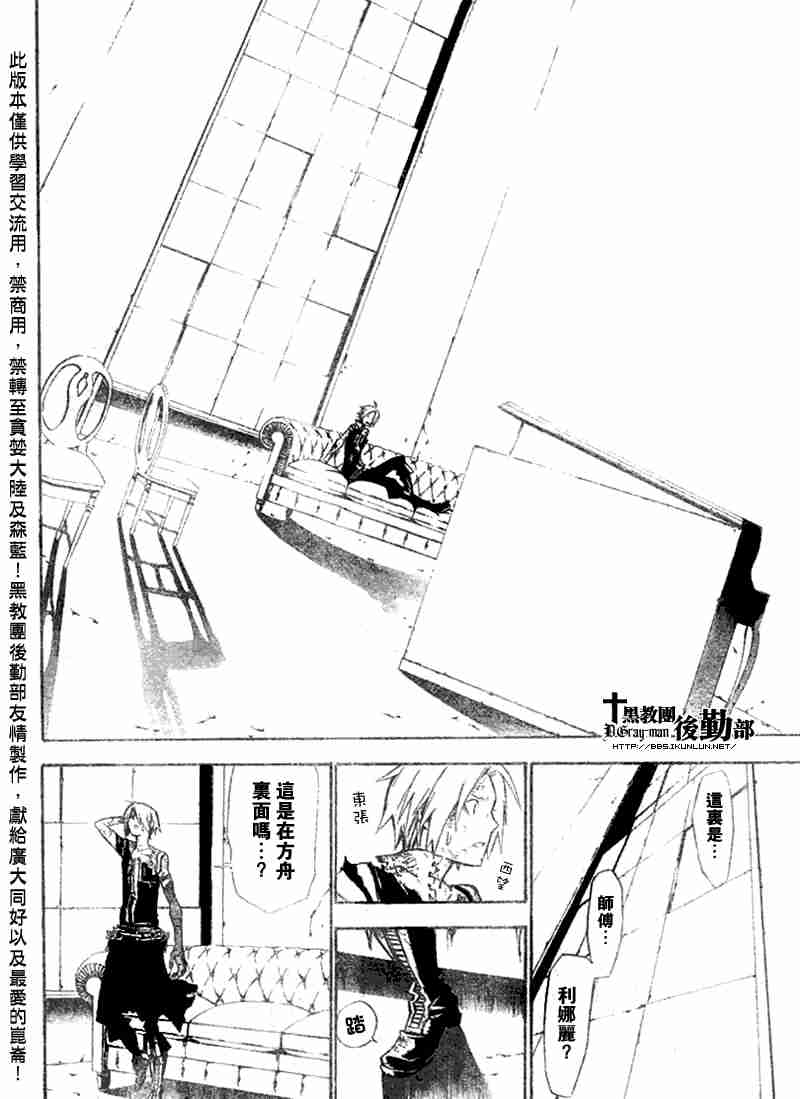 此版本僅供學習交流用，禁商用，禁轉至貪婪大陸及森藍！黑教團後勤部友情製作，獻給廣大同好以及最愛的崑崙！
黑教團
D.Gray-man
後勤部
HTTP://BBS.IKUNLUN.NET/
這裏是…
師傅…
利娜麗？
東張
西望
踏
這是在方舟
裏面嗎…？